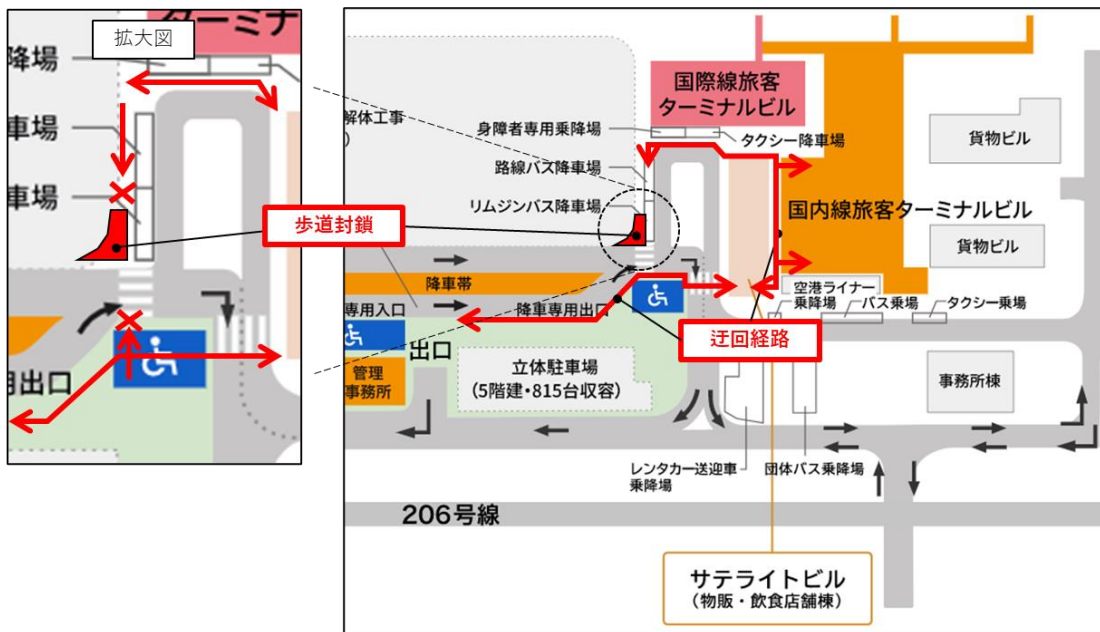 ターミナ
拡大図
降場
車場
車場
用出口
解体工事
)
国際線旅客
ターミナルビル
身障者専用乗降場
タクシー降車場
路線バス降車場
リムジンバス降車場
歩道封鎖
貨物ビル
国内線旅客ターミナルビル
貨物ビル
降車帯
専用入口
降車専用出口
空港ライナー
乗降場
バス乗場
タクシー乗場
出口
迂回経路
管理
事務所
立体駐車場
(5階建・815台収容)
事務所棟
レンタカー送迎車
乗降場
団体バス乗降場
206号線
サテライトビル
(物販・飲食店舗棟)